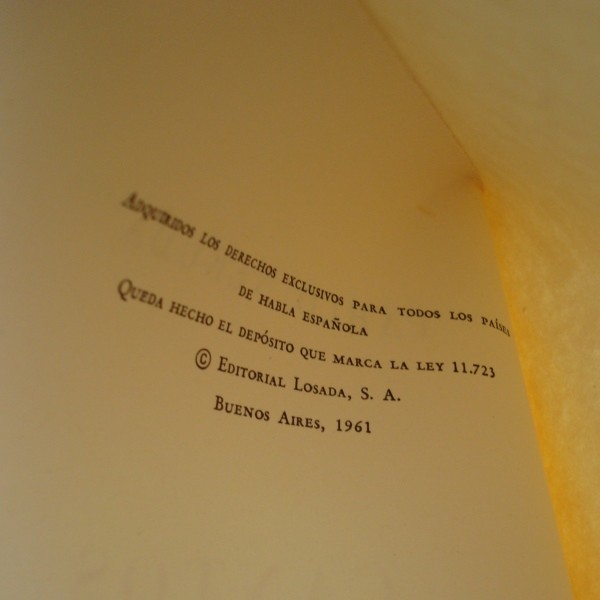 Adquiridos los derechos exclusivos para todos los países
de habla española
Queda hecho el depósito que marca la ley 11.723
© Editorial Losada, S. A.
Buenos Aires, 1961